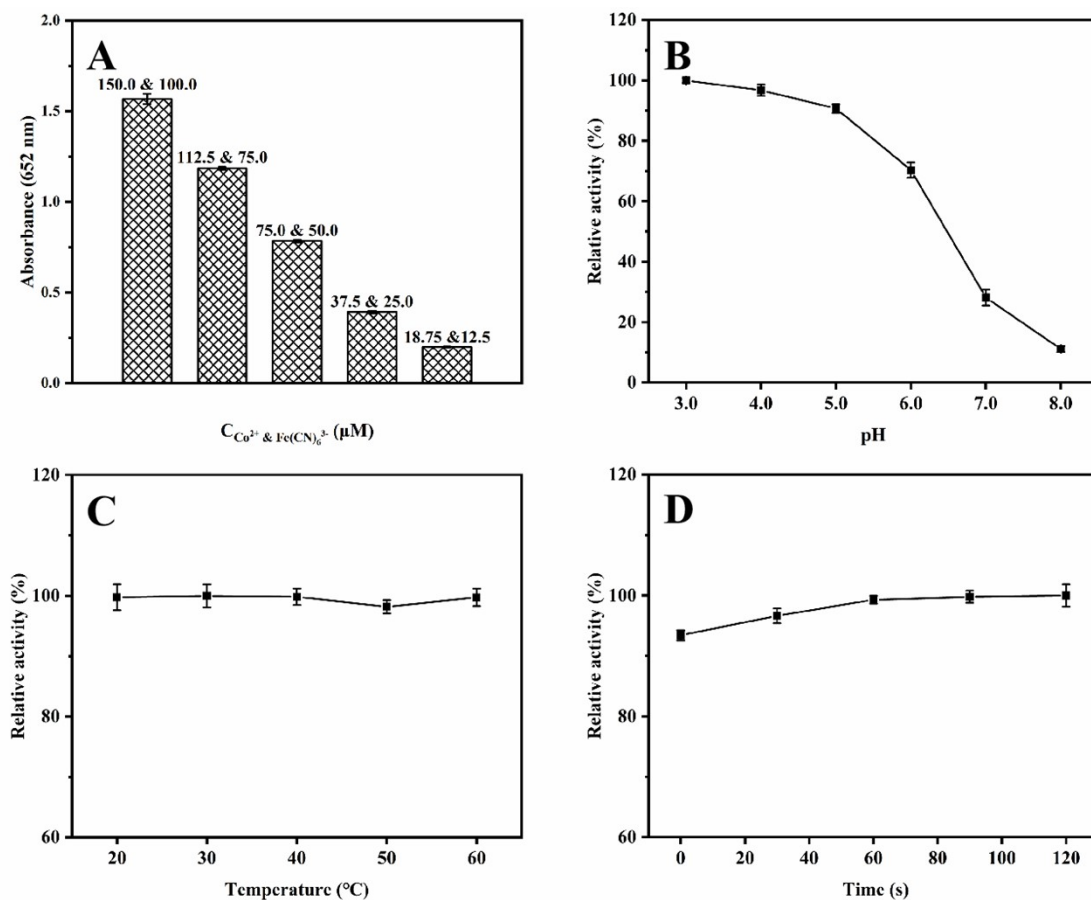 A
2.0
1.5
1.0
0.5
0.0
Absorbance (652 nm)
150.0 & 100.0
112.5 & 75.0
75.0 & 50.0
37.5 & 25.0
18.75 &12.5
C Co²⁺ & Fe(CN)₆³⁻ (μM)
B
120
100
80
60
40
20
0
Relative activity (%)
3.0 4.0 5.0 6.0 7.0 8.0
pH
C
120
100
80
60
Relative activity (%)
20 30 40 50 60
Temperature (°C)
D
120
100
80
60
Relative activity (%)
0 20 40 60 80 100 120
Time (s)